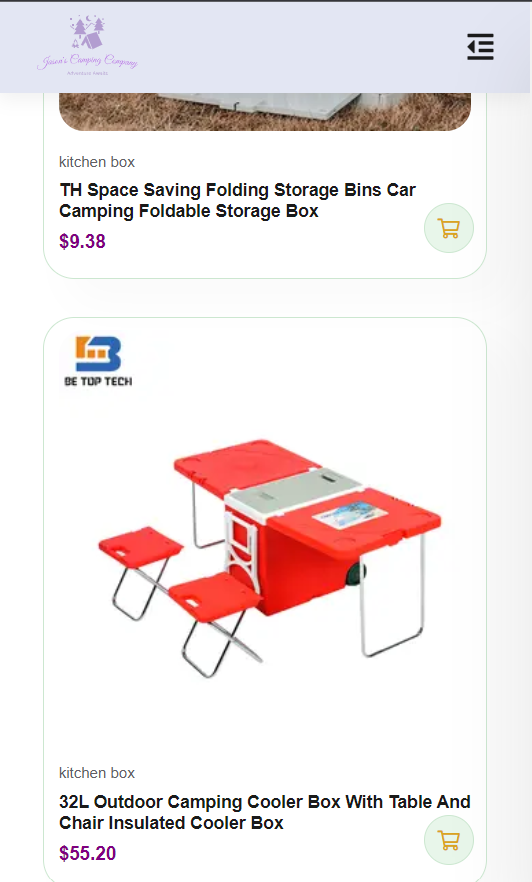 Jason's Camping Company
Adventure Awaits
kitchen box
TH Space Saving Folding Storage Bins Car
Camping Foldable Storage Box
$9.38
BE TOP TECH
kitchen box
32L Outdoor Camping Cooler Box With Table And
Chair Insulated Cooler Box
$55.20